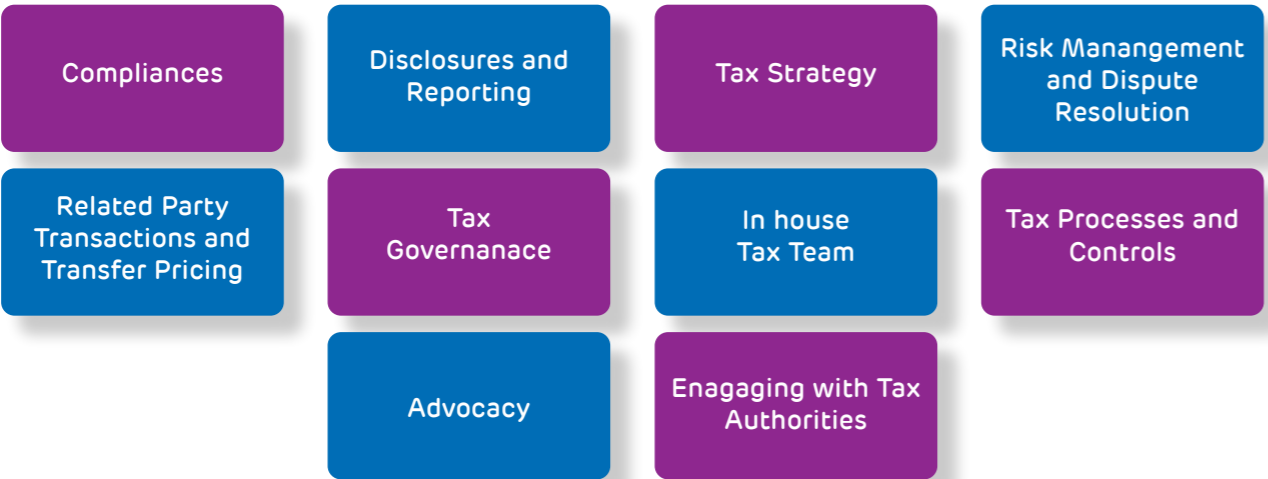 Compliances
Disclosures and
Reporting
Tax Strategy
Risk Manangement
and Dispute
Resolution
Related Party
Transactions and
Transfer Pricing
Tax
Governanace
In house
Tax Team
Tax Processes and
Controls
Advocacy
Enagaging with Tax
Authorities